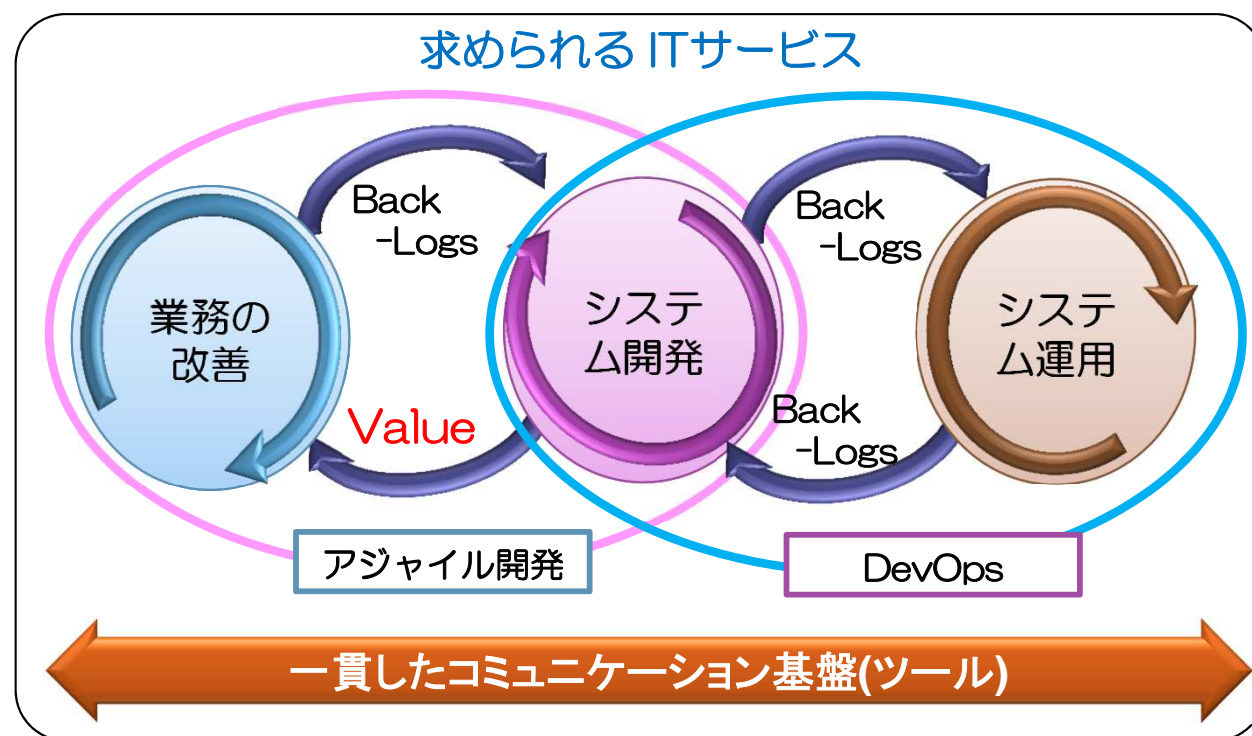 求められる ITサービス
Back
-Logs
Back
-Logs
業務の
改善
システ
ム開発
システ
ム運用
Value
Back
-Logs
アジャイル開発
DevOps
一貫したコミュニケーション基盤(ツール)